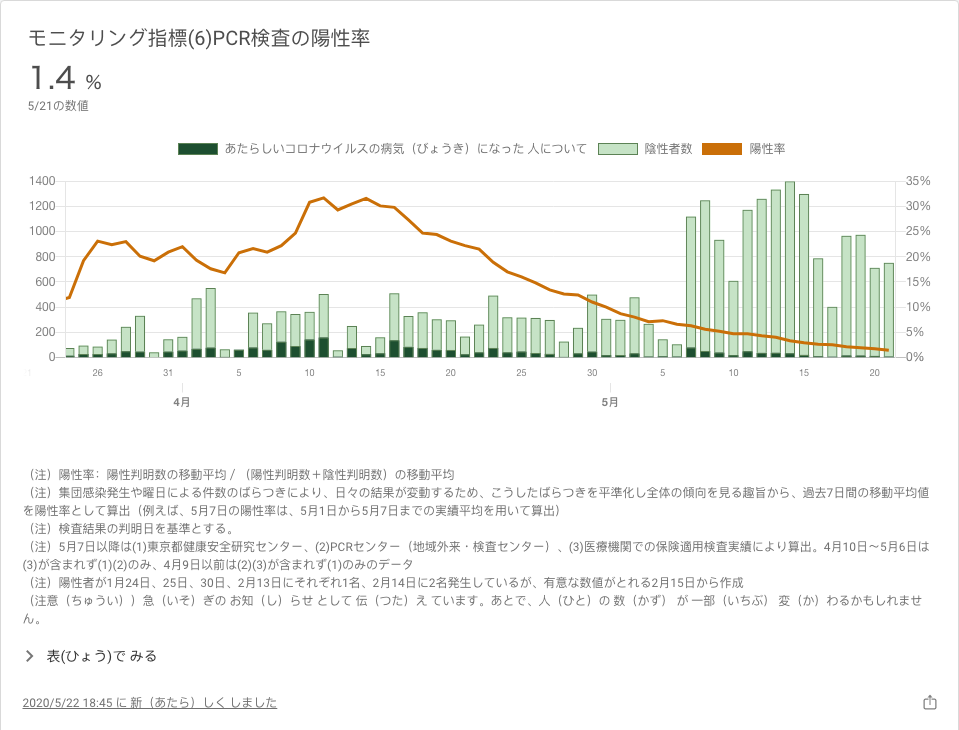 モニタリング指標(6)PCR検査の陽性率
1.4 %
5/21の数値
あたらしいコロナウイルスの病気（びょうき）になった 人について 陰性者数 陽性率
1400 35%
1200 30%
1000 25%
800 20%
600 15%
400 10%
200 5%
0 0%
26 31 5 10 15 20 25 30 5 10 15 20
4月 5月
（注）陽性率：陽性判明数の移動平均 / （陽性判明数＋陰性判明数）の移動平均
（注）集団感染発生や曜日による件数のばらつきにより、日々の結果が変動するため、こうしたばらつきを平準化し全体の傾向を見る趣旨から、過去7日間の移動平均値
を陽性率として算出（例えば、5月7日の陽性率は、5月1日から5月7日までの実績平均を用いて算出）
（注）検査結果の判明日を基準とする。
（注）5月7日以降は(1)東京都健康安全研究センター、(2)PCRセンター（地域外来・検査センター）、(3)医療機関での保険適用検査実績により算出。4月10日〜5月6日は
(3)が含まれず(1)(2)のみ、4月9日以前は(2)(3)が含まれず(1)のみのデータ
（注）陽性者が1月24日、25日、30日、2月13日にそれぞれ1名、2月14日に2名発生しているが、有意な数値がとれる2月15日から作成
（注意（ちゅうい））急（いそ）ぎの お知（し）らせ として 伝（つた）え ています。あとで、人（ひと）の 数（かず） が 一部（いちぶ） 変（か）わるかもしれませ
ん。
表(ひょう)で みる
2020/5/22 18:45 に 新（あたら）しく しました